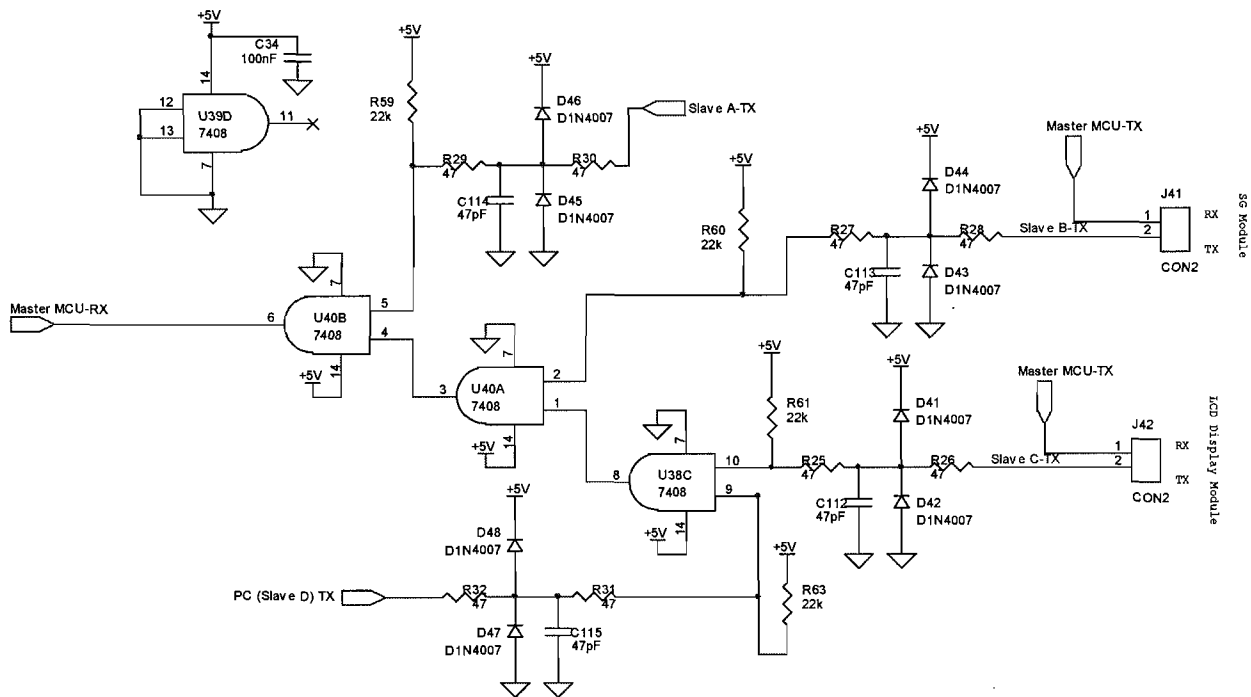 +5V
C34
100nF
14
12
13
U39D
7408
11
7
+5V
R59
22k
+5V
D46
D1N4007
Slave A-TX
R29
47
R30
47
C114
47pF
D45
D1N4007
+5V
R60
22k
+5V
D44
D1N4007
Master MCU-TX
J41
RX
1
2
TX
CON2
SG Module
R27
47
R28
47
Slave B-TX
C113
47pF
D43
D1N4007
Master MCU-RX
6
7
U40B
7408
5
4
14
+5V
3
7
U40A
7408
2
1
14
+5V
8
7
U38C
7408
10
9
14
+5V
+5V
R61
22k
+5V
D41
D1N4007
Master MCU-TX
J42
RX
1
2
TX
CON2
LCD Display Module
R25
47
R26
47
Slave C-TX
C112
47pF
D42
D1N4007
+5V
D48
D1N4007
PC (Slave D) TX
R32
47
R31
47
D47
D1N4007
C115
47pF
+5V
R63
22k